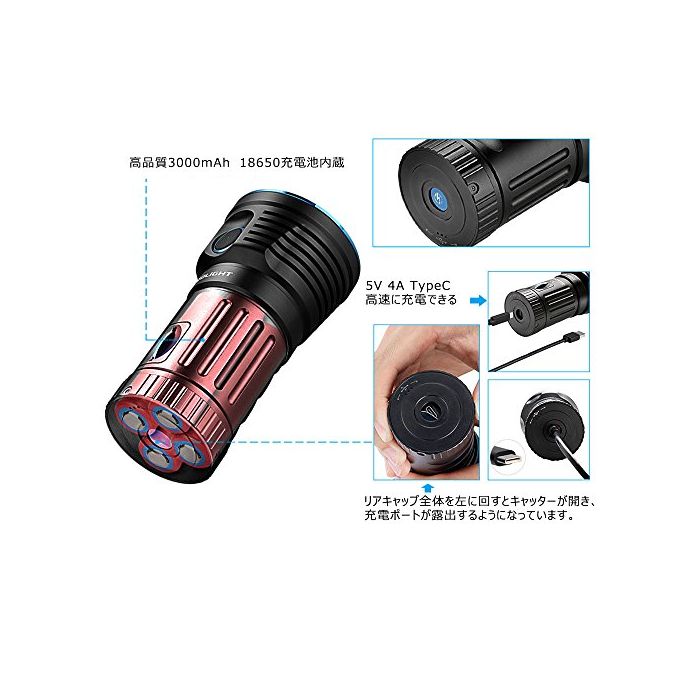 高品質3000mAh 18650充電池内蔵
LIGHT
5V 4A TypeC
高速に充電できる
リアキャップ全体を左に回すとキャッターが開き、
充電ポートが露出するようになっています。